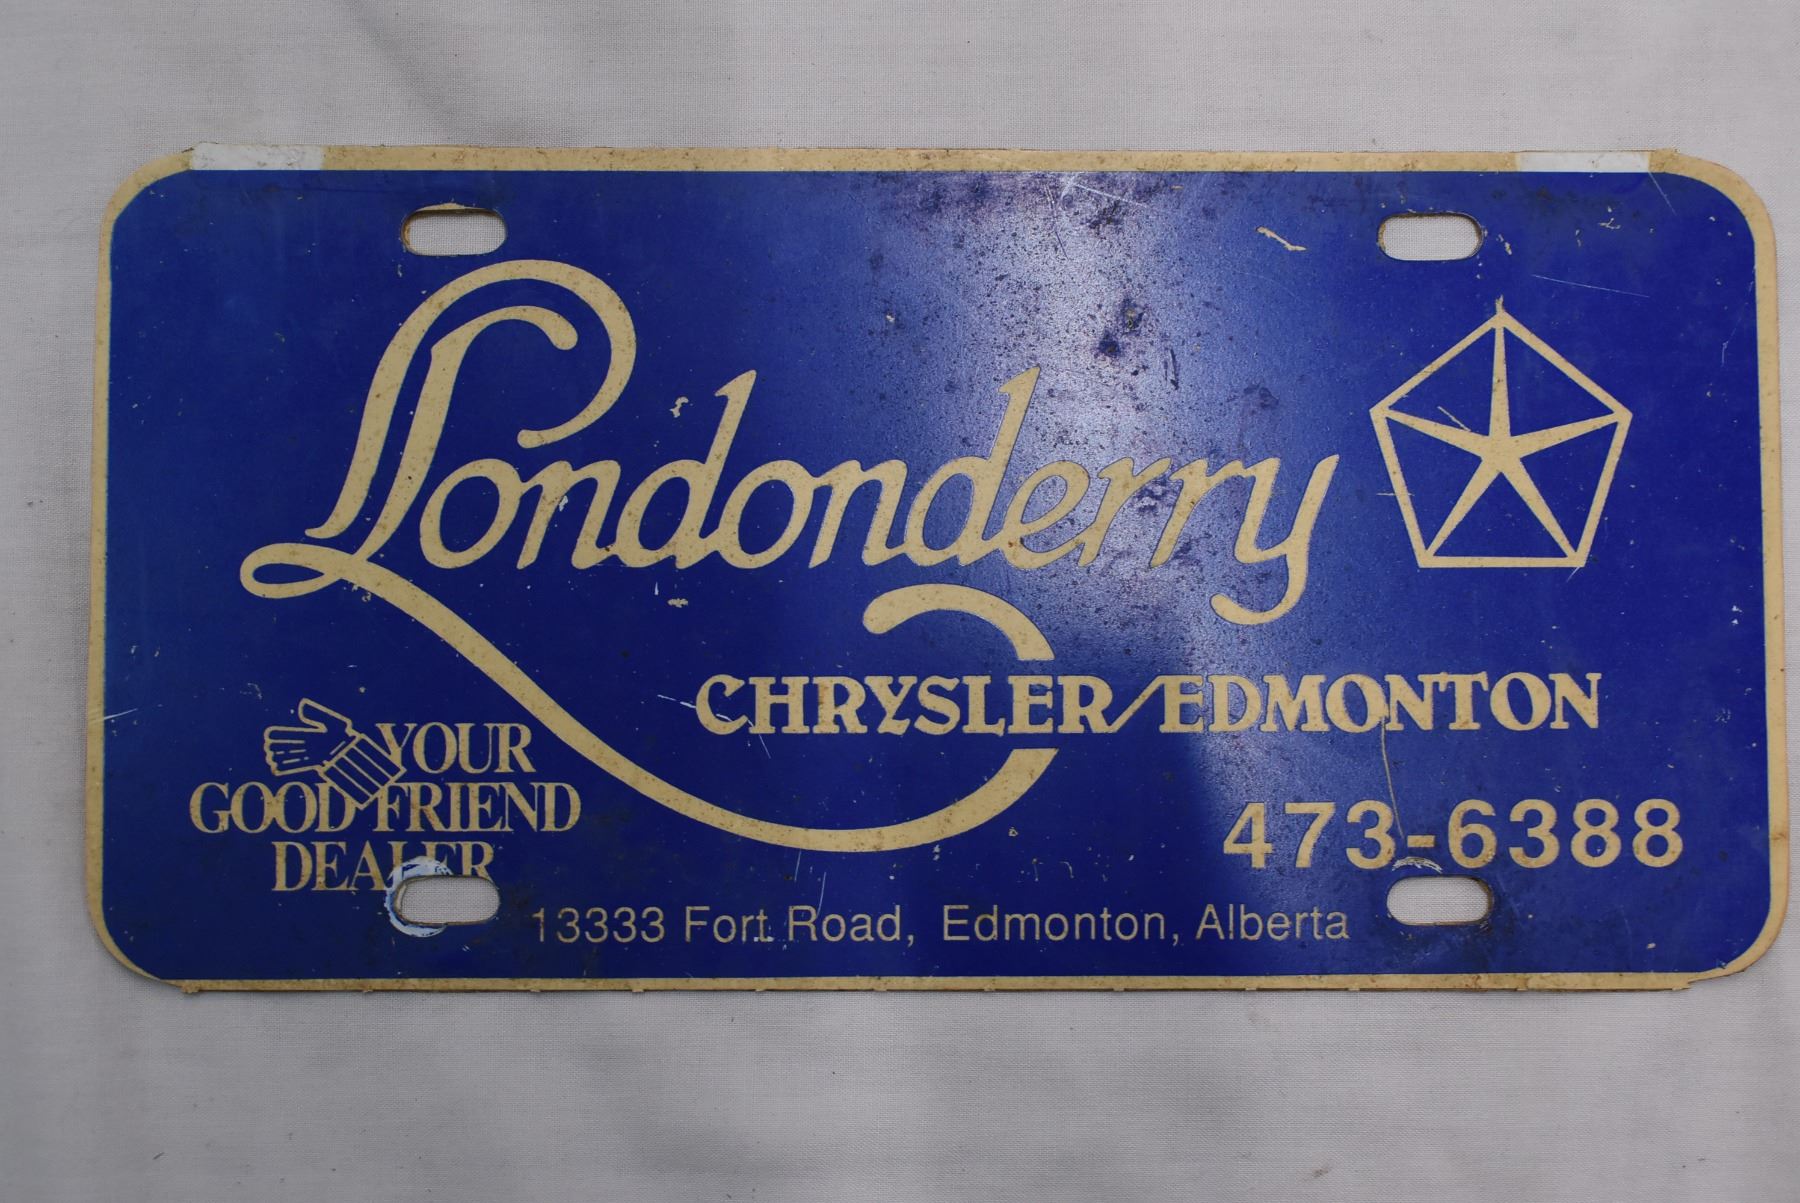 Londonderry
CHRYSLER/EDMONTON
YOUR
GOOD FRIEND
DEALER
473-6388
13333 Fort Road, Edmonton, Alberta